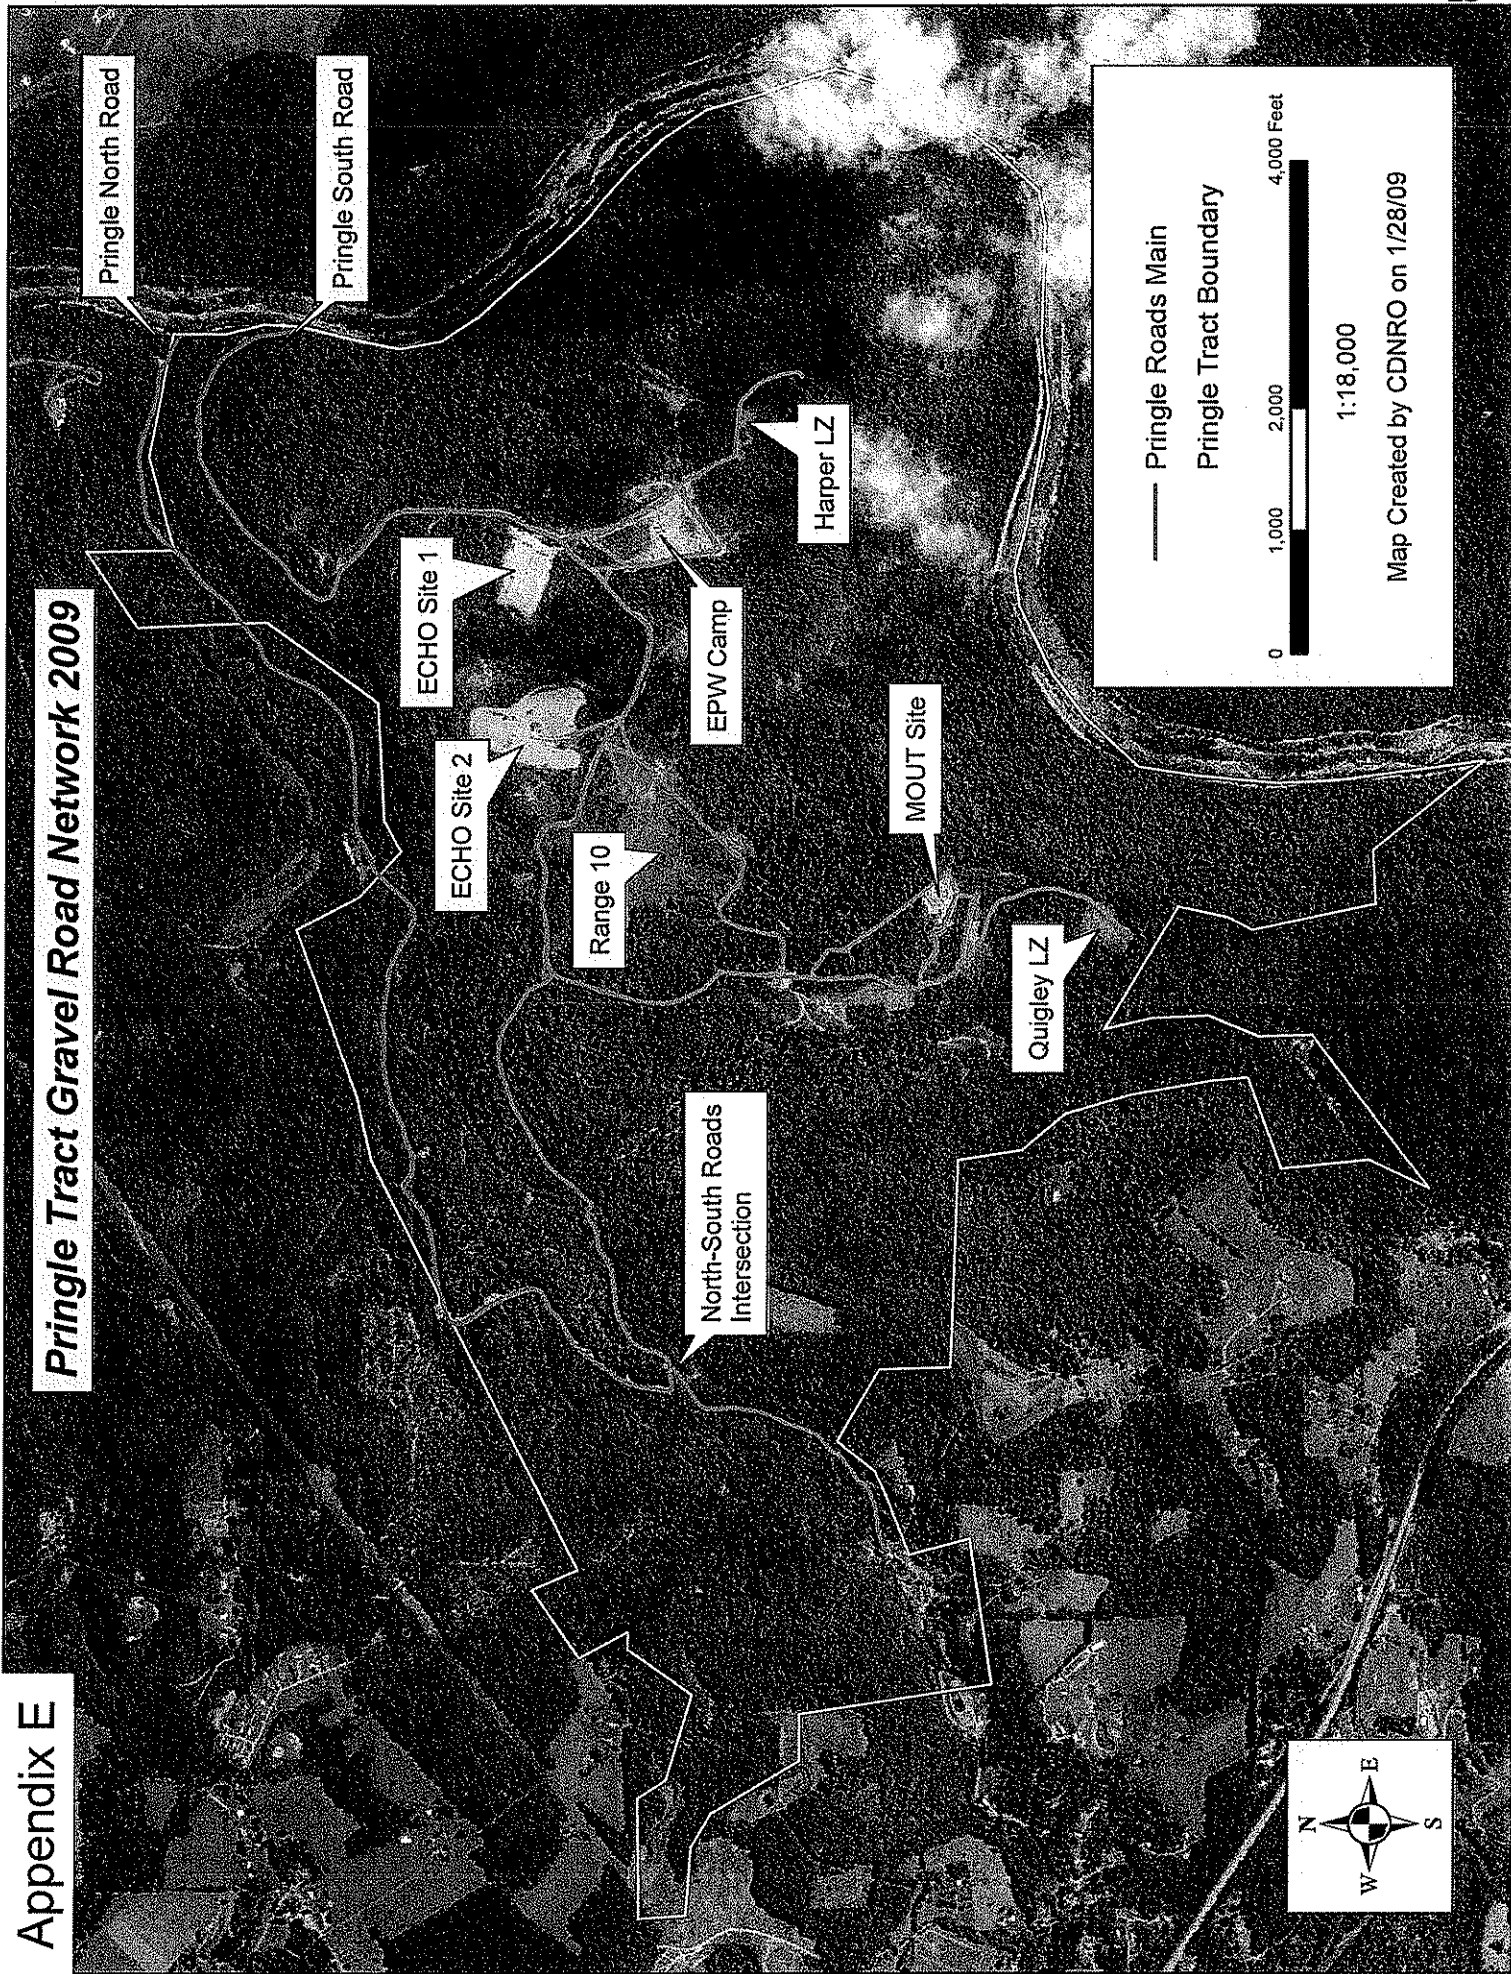 Appendix E
Pringle Tract Gravel Road Network 2009
Pringle North Road
Pringle South Road
ECHO Site 1
ECHO Site 2
Range 10
EPW Camp
Harper LZ
MOUT Site
Quigley LZ
North-South Roads
Intersection
Pringle Roads Main
Pringle Tract Boundary
0 1,000 2,000 4,000 Feet
1:18,000
Map Created by CDNRO on 1/28/09
N
W E
S